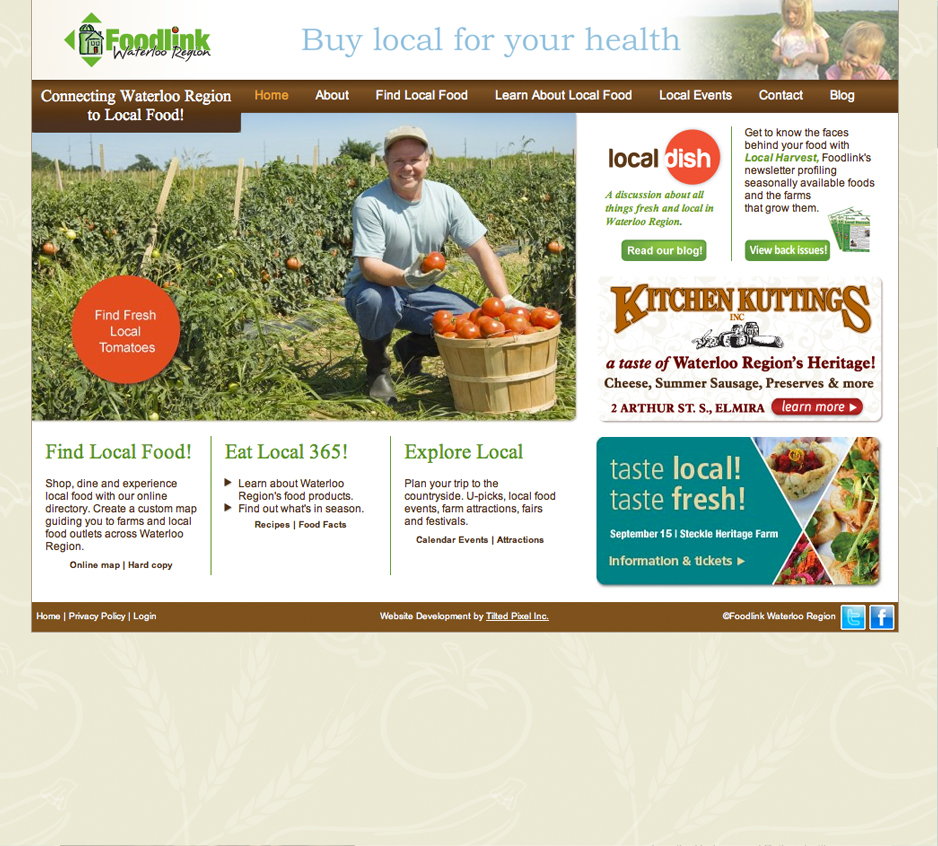 Foodlink
Waterloo Region
Buy local for your health
Connecting Waterloo Region
to Local Food!
Home
About
Find Local Food
Learn About Local Food
Local Events
Contact
Blog
Find Fresh
Local
Tomatoes
local dish
A discussion about all
things fresh and local in
Waterloo Region.
Read our blog!
Get to know the faces
behind your food with
Local Harvest, Foodlink's
newsletter profiling
seasonally available foods
and the farms
that grow them.
View back issues!
KITCHEN KUTTINGS
INC
a taste of Waterloo Region's Heritage!
Cheese, Summer Sausage, Preserves & more
2 ARTHUR ST. S., ELMIRA
learn more
Find Local Food!
Shop, dine and experience
local food with our online
directory. Create a custom map
guiding you to farms and local
food outlets across Waterloo
Region.
Online map | Hard copy
Eat Local 365!
Learn about Waterloo
Region's food products.
Find out what's in season.
Recipes | Food Facts
Explore Local
Plan your trip to the
countryside. U-picks, local food
events, farm attractions, fairs
and festivals.
Calendar Events | Attractions
taste local!
taste fresh!
September 15 | Steckle Heritage Farm
Information & tickets
Home | Privacy Policy | Login
Website Development by Tilted Pixel Inc.
©Foodlink Waterloo Region